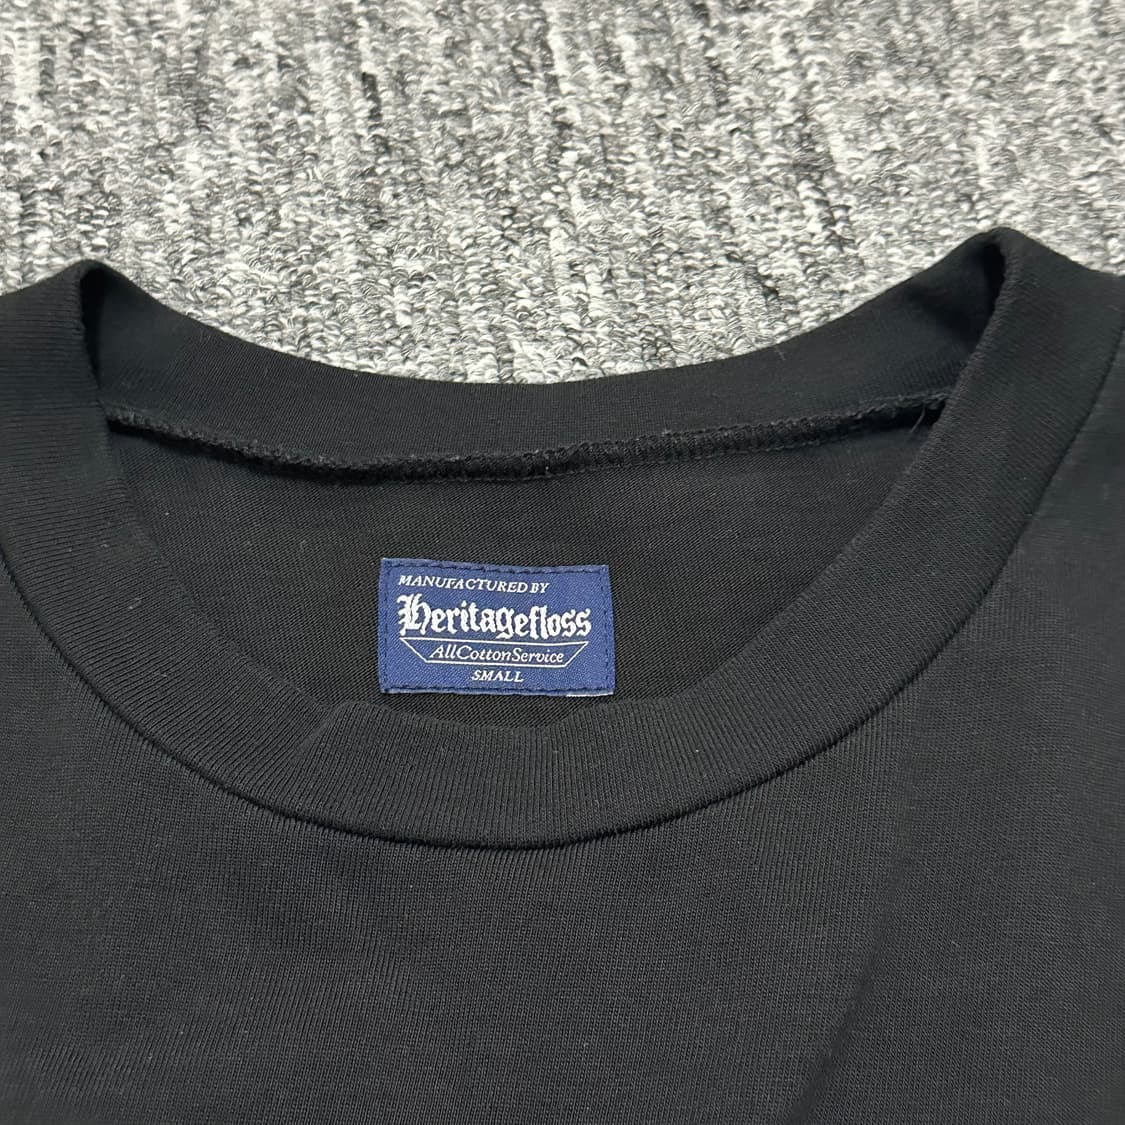 MANUFACTURED BY
Heritagefloss
AllCottonService
SMALL